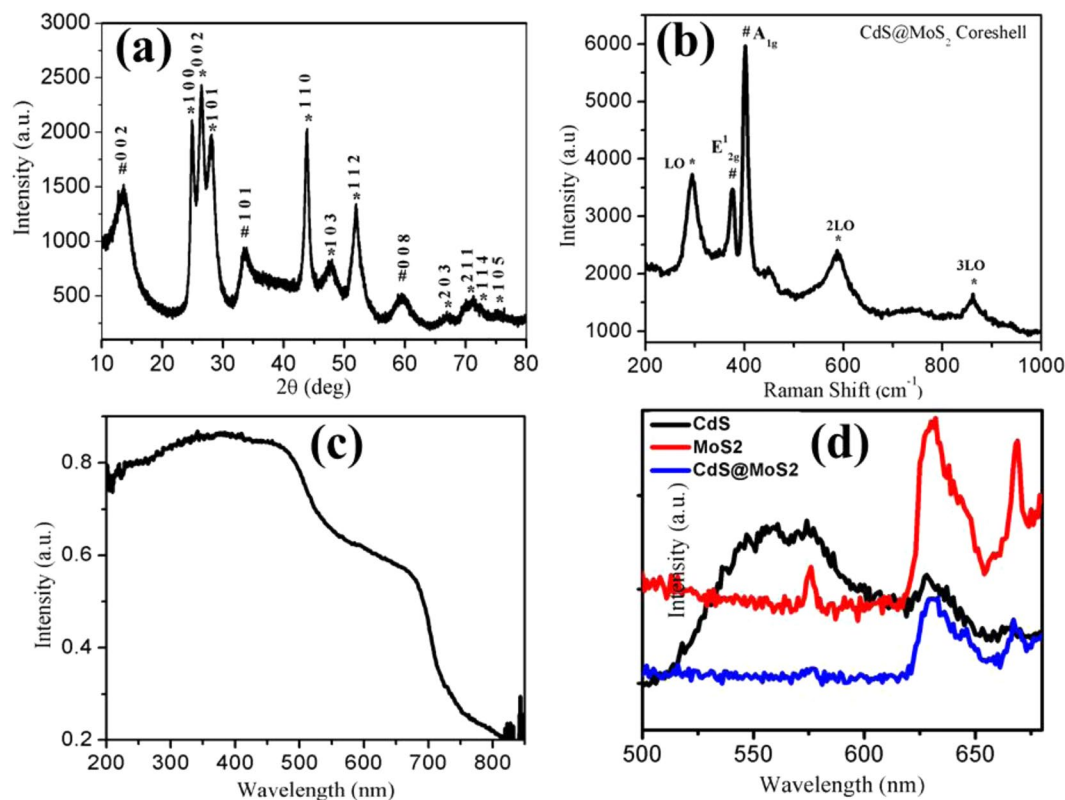 (a)
Intensity (a.u.)
3000
2500
2000
1500
1000
500
#002
*100
*002
*101
#101
*110
*103
*112
#008
*203
*211
*114
*105
10 20 30 40 50 60 70 80
2θ (deg)
(b)
CdS@MoS2 Coreshell
Intensity (a.u)
6000
5000
4000
3000
2000
1000
LO *
E¹2g
#
# A1g
2LO
*
3LO
*
200 400 600 800 1000
Raman Shift (cm⁻¹)
(c)
Intensity (a.u.)
0.8
0.6
0.4
0.2
200 300 400 500 600 700 800
Wavelength (nm)
(d)
CdS
MoS2
CdS@MoS2
Intensity (a.u.)
500 550 600 650
Wavelength (nm)